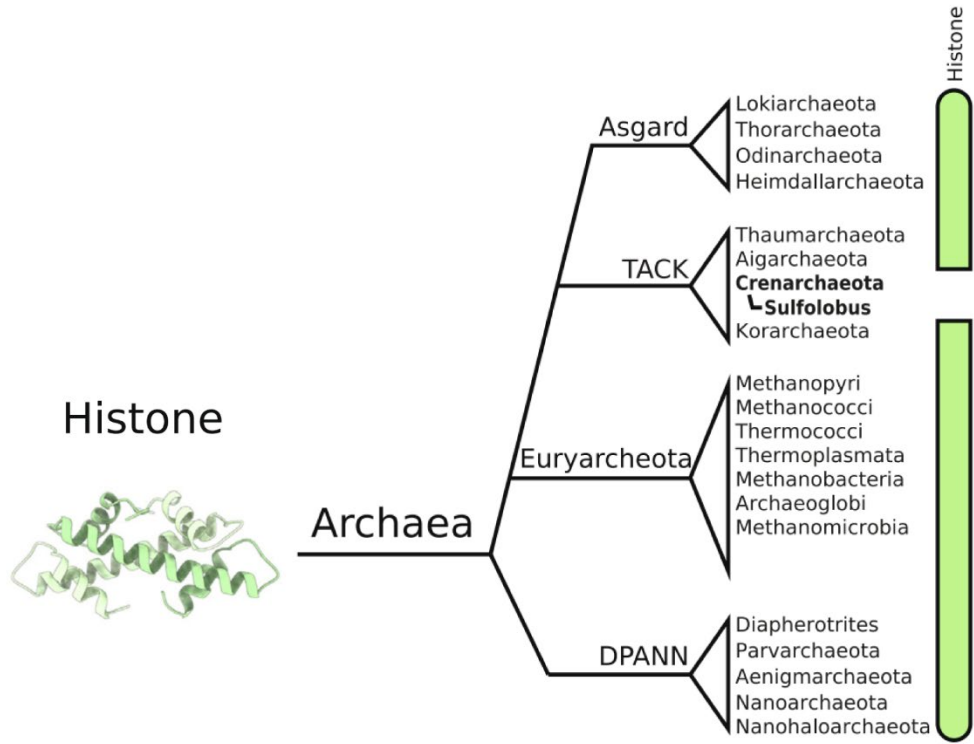 Histone
Asgard
Lokiarchaeota
Thorarchaeota
Odinarchaeota
Heimdallarchaeota
TACK
Thaumarchaeota
Aigarchaeota
Crenarchaeota
Sulfolobus
Korarchaeota
Histone
Euryarcheota
Methanopyri
Methanococci
Thermococci
Thermoplasmata
Methanobacteria
Archaeoglobi
Methanomicrobia
Archaea
DPANN
Diapherotrites
Parvarchaeota
Aenigmarchaeota
Nanoarchaeota
Nanohaloarchaeota